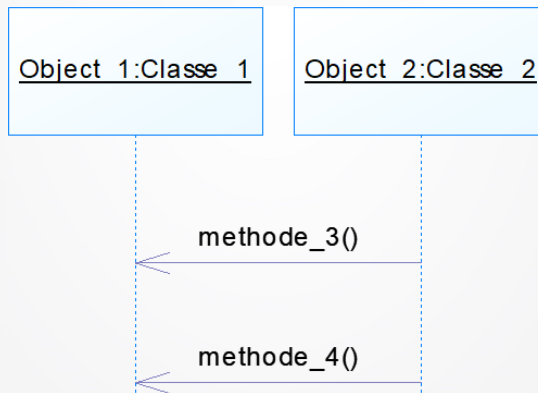 Object_1:Classe_1
Object_2:Classe_2
methode_3()
methode_4()